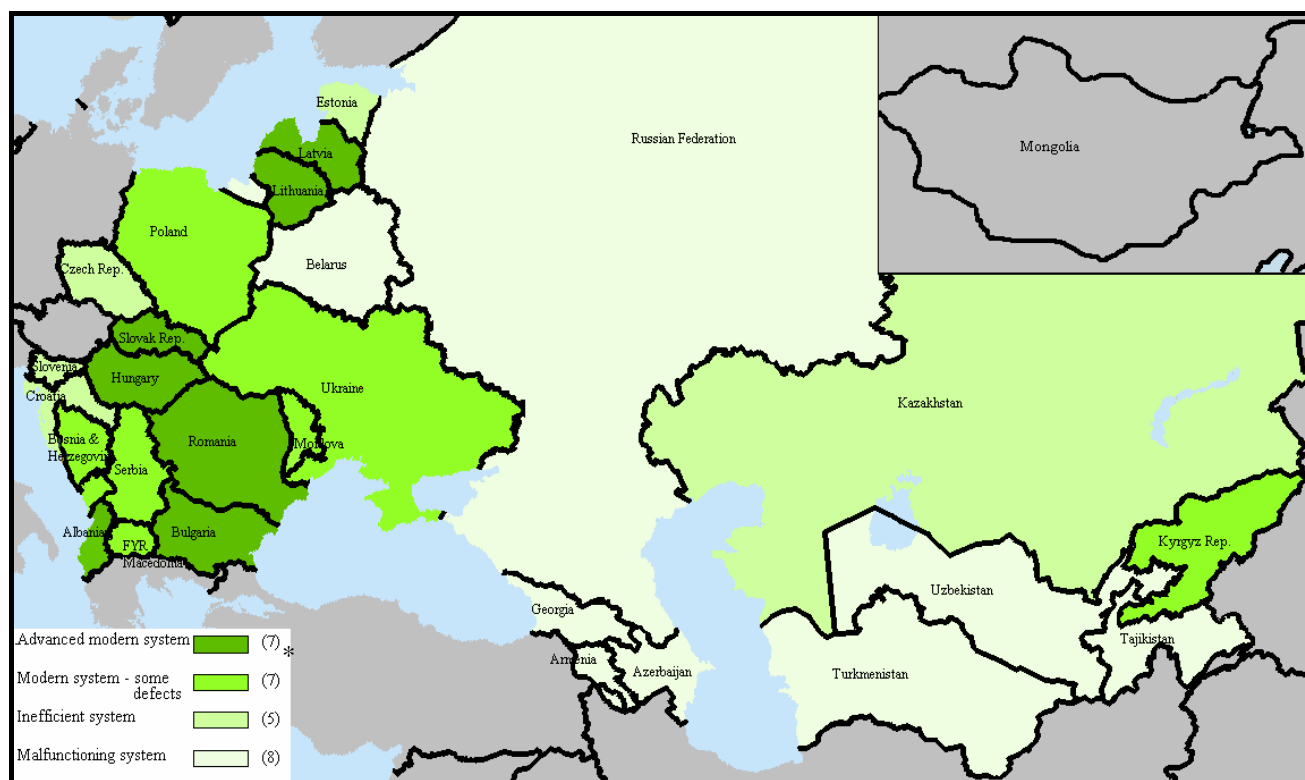 Estonia
Russian Federation
Mongolia
Latvia
Lithuania
Poland
Belarus
Czech Rep.
Slovak Rep.
Slovenia
Hungary
Ukraine
Croatia
Kazakhstan
Romania
Moldova
Bosnia &
Herzegovin
Serbia
Albania
Bulgaria
FYR
Macedonia
Kyrgyz Rep.
Uzbekistan
Georgia
Tajikistan
Armenia
Azerbaijan
Turkmenistan
Advanced modern system (7)*
Modern system - some (7)
defects
Inefficient system (5)
Malfunctioning system (8)